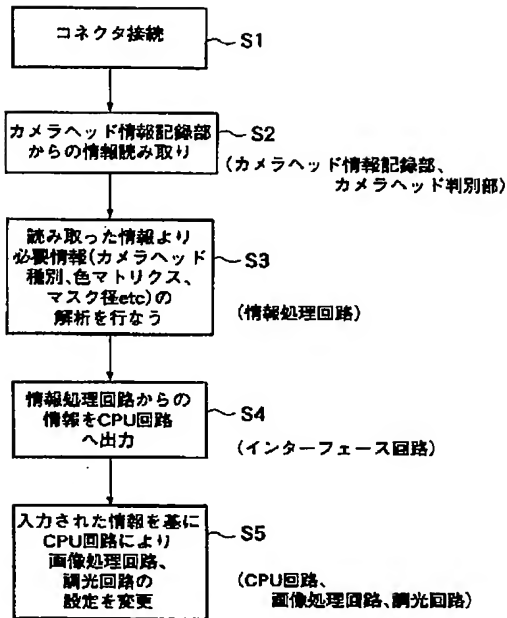 コネクタ接続
S1
カメラヘッド情報記録部
からの情報読み取り
S2
(カメラヘッド情報記録部、
カメラヘッド判別部)
読み取った情報より
必要情報(カメラヘッド
種別、色マトリクス、
マスク径etc)の
解析を行なう
S3
(情報処理回路)
情報処理回路からの
情報をCPU回路
へ出力
S4
(インターフェース回路)
入力された情報を基に
CPU回路により
画像処理回路、
調光回路の
設定を変更
S5
(CPU回路、
画像処理回路、調光回路)